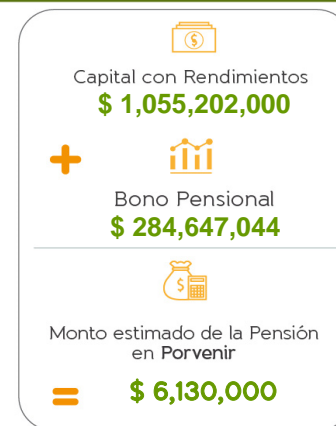 Capital con Rendimientos
$ 1,055,202,000
+
Bono Pensional
$ 284,647,044
Monto estimado de la Pensión
en Porvenir
= $ 6,130,000